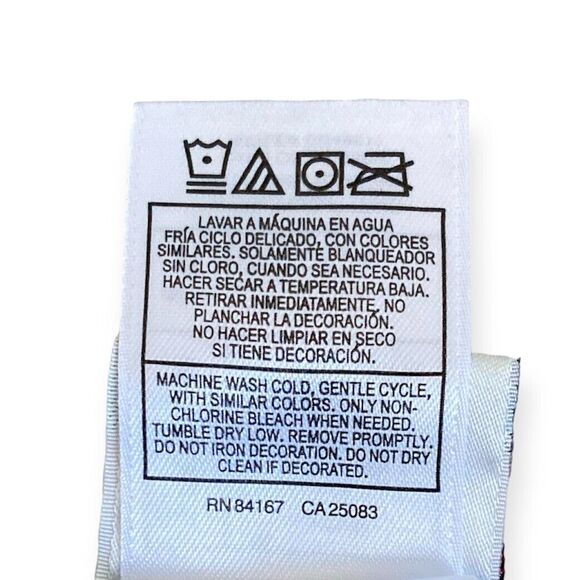 LAVAR A MÁQUINA EN AGUA
FRÍA CICLO DELICADO, CON COLORES
SIMILARES. SOLAMENTE BLANQUEADOR
SIN CLORO, CUANDO SEA NECESARIO.
HACER SECAR A TEMPERATURA BAJA.
RETIRAR INMEDIATAMENTE, NO
PLANCHAR LA DECORACIÓN.
NO HACER LIMPIAR EN SECO
SI TIENE DECORACIÓN.
MACHINE WASH COLD, GENTLE CYCLE,
WITH SIMILAR COLORS. ONLY NON-
CHLORINE BLEACH WHEN NEEDED.
TUMBLE DRY LOW. REMOVE PROMPTLY.
DO NOT IRON DECORATION. DO NOT DRY
CLEAN IF DECORATED.
RN 84167 CA 25083